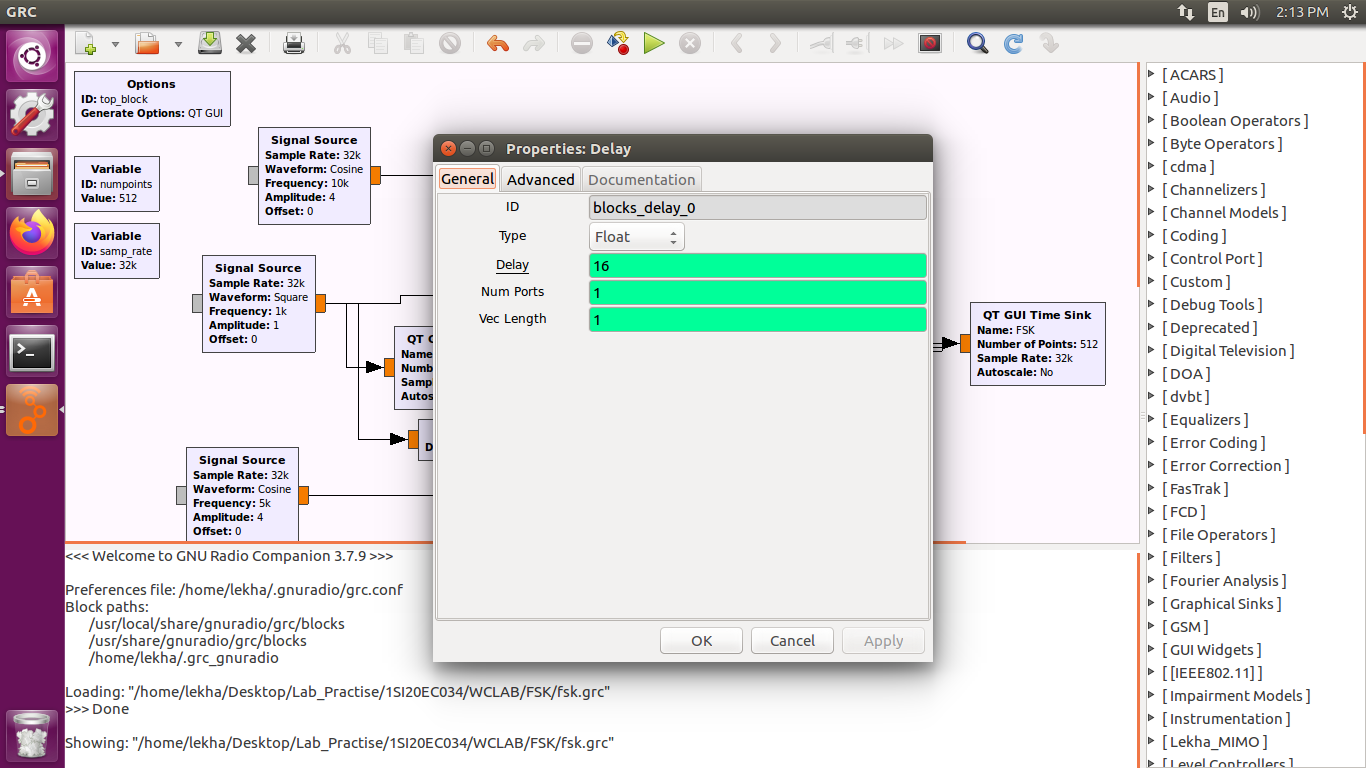 GRC
En
2:13 PM
Options
ID: top_block
Generate Options: QT GUI
Variable
ID: numpoints
Value: 512
Variable
ID: samp_rate
Value: 32k
Signal Source
Sample Rate: 32k
Waveform: Cosine
Frequency: 10k
Amplitude: 4
Offset: 0
Signal Source
Sample Rate: 32k
Waveform: Square
Frequency: 1k
Amplitude: 1
Offset: 0
QT G
Name
Numb
Samp
Autos
D
Signal Source
Sample Rate: 32k
Waveform: Cosine
Frequency: 5k
Amplitude: 4
Offset: 0
Properties: Delay
General
Advanced
Documentation
ID
blocks_delay_0
Type
Float
Delay
16
Num Ports
1
Vec Length
1
OK
Cancel
Apply
QT GUI Time Sink
Name: FSK
Number of Points: 512
Sample Rate: 32k
Autoscale: No
<<< Welcome to GNU Radio Companion 3.7.9 >>>
Preferences file: /home/lekha/.gnuradio/grc.conf
Block paths:
/usr/local/share/gnuradio/grc/blocks
/usr/share/gnuradio/grc/blocks
/home/lekha/.grc_gnuradio
Loading: "/home/lekha/Desktop/Lab_Practise/1SI20EC034/WCLAB/FSK/fsk.grc"
>>> Done
Showing: "/home/lekha/Desktop/Lab_Practise/1SI20EC034/WCLAB/FSK/fsk.grc"
[ ACARS ]
[ Audio ]
[ Boolean Operators ]
[ Byte Operators ]
[ cdma ]
[ Channelizers ]
[ Channel Models ]
[ Coding ]
[ Control Port ]
[ Custom ]
[ Debug Tools ]
[ Deprecated ]
[ Digital Television ]
[ DOA ]
[ dvbt ]
[ Equalizers ]
[ Error Coding ]
[ Error Correction ]
[ FasTrak ]
[ FCD ]
[ File Operators ]
[ Filters ]
[ Fourier Analysis ]
[ Graphical Sinks ]
[ GSM ]
[ GUI Widgets ]
[ [IEEE802.11] ]
[ Impairment Models ]
[ Instrumentation ]
[ Lekha_MIMO ]
[ Level Controllers ]